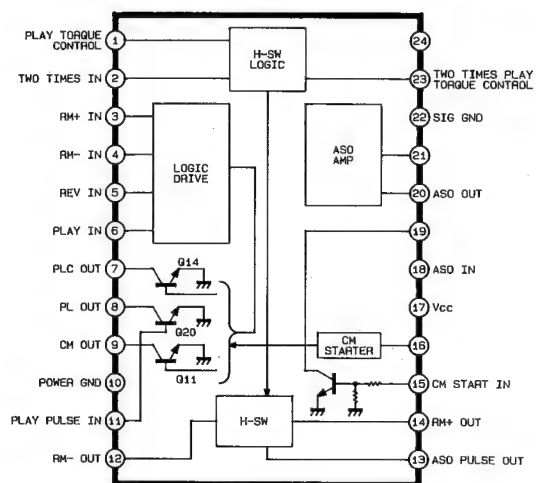 PLAY TORQUE
CONTROL
1
TWO TIMES IN
2
RM+ IN
3
RM- IN
4
REV IN
5
PLAY IN
6
PLC OUT
7
PL OUT
8
CM OUT
9
POWER GND
10
PLAY PULSE IN
11
RM- OUT
12
H-SW
LOGIC
LOGIC
DRIVE
Q14
Q20
Q11
H-SW
ASO
AMP
CM
STARTER
24
23
TWO TIMES PLAY
TORQUE CONTROL
22
SIG GND
21
20
ASO OUT
19
18
ASO IN
17
Vcc
16
15
CM START IN
14
RM+ OUT
13
ASO PULSE OUT